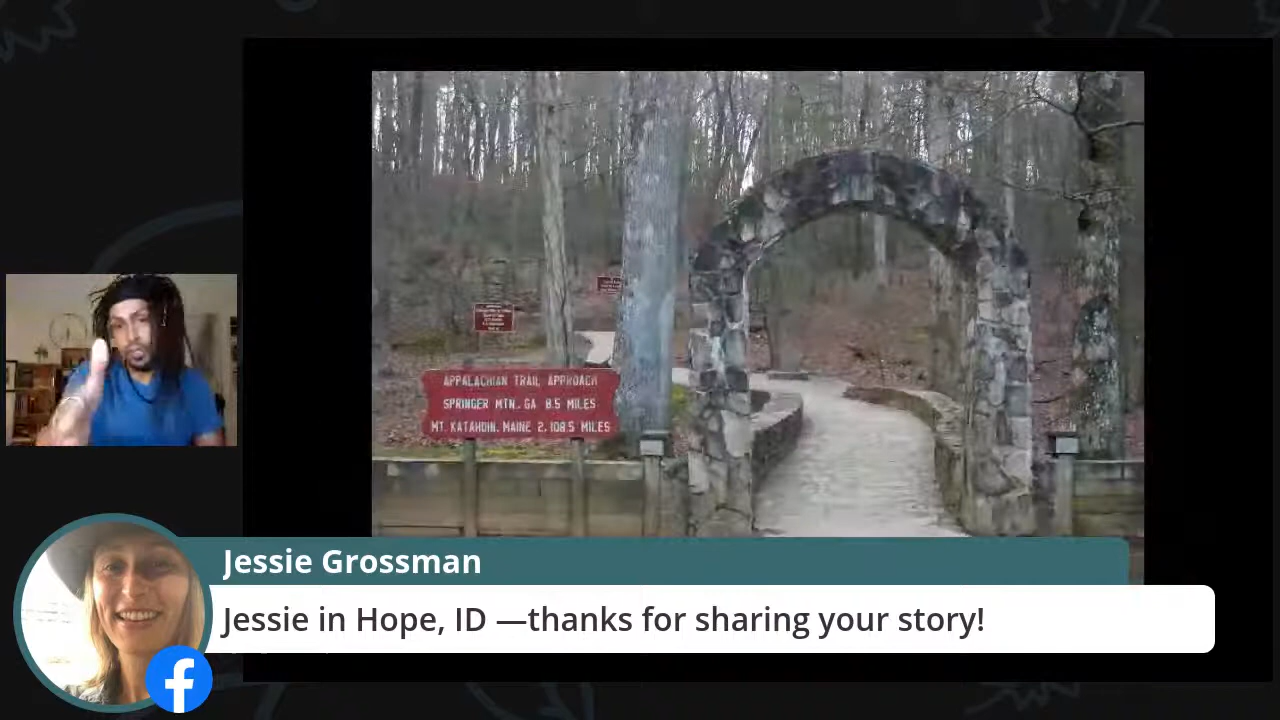 APPALACHIAN TRAIL APPROACH
SPRINGER MTN. GA 8.5 MILES
MT. KATAHDIN, MAINE 2,108.5 MILES
Jessie Grossman
Jessie in Hope, ID —thanks for sharing your story!